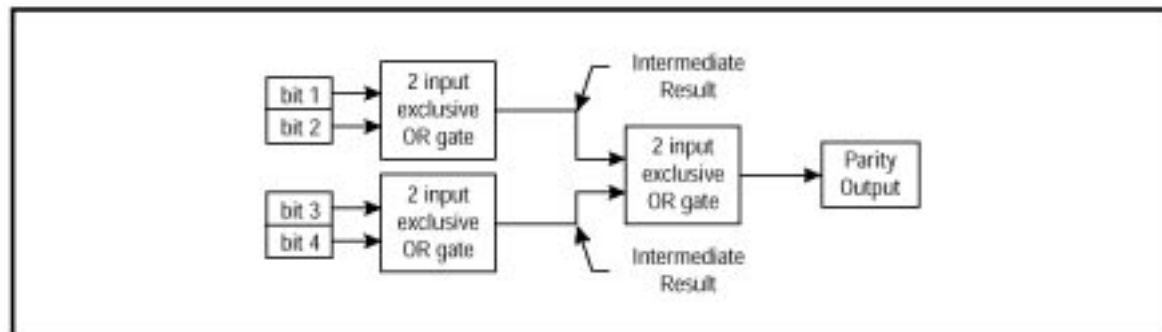 bit 1
bit 2
2 input
exclusive
OR gate
Intermediate
Result
bit 3
bit 4
2 input
exclusive
OR gate
Intermediate
Result
2 input
exclusive
OR gate
Parity
Output